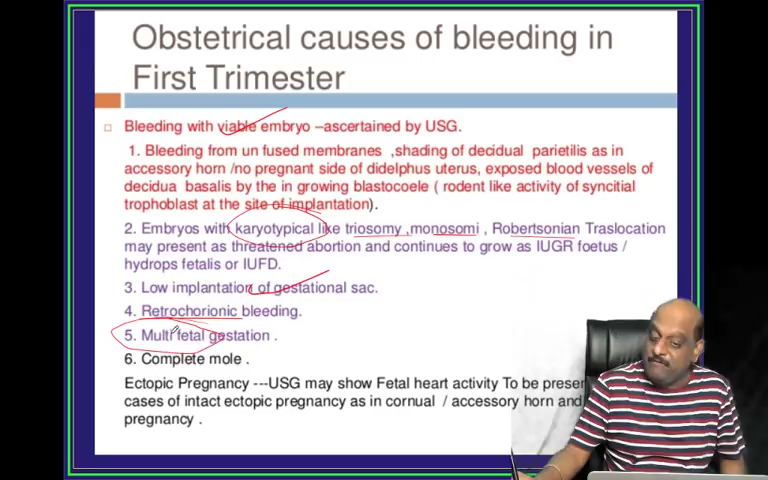 Obstetrical causes of bleeding in
First Trimester
Bleeding with viable embryo –ascertained by USG.
1. Bleeding from un fused membranes ,shading of decidual parietilis as in
accessory horn /no pregnant side of didelphus uterus, exposed blood vessels of
decidua basalis by the in growing blastocoele ( rodent like activity of syncitial
trophoblast at the site of implantation).
2. Embryos with karyotypical like triosomy ,monosomi , Robertsonian Traslocation
may present as threatened abortion and continues to grow as IUGR foetus /
hydrops fetalis or IUFD.
3. Low implantation of gestational sac.
4. Retrochorionic bleeding.
5. Multi fetal gestation .
6. Complete mole .
Ectopic Pregnancy ---USG may show Fetal heart activity To be presen
cases of intact ectopic pregnancy as in cornual / accessory horn and
pregnancy .